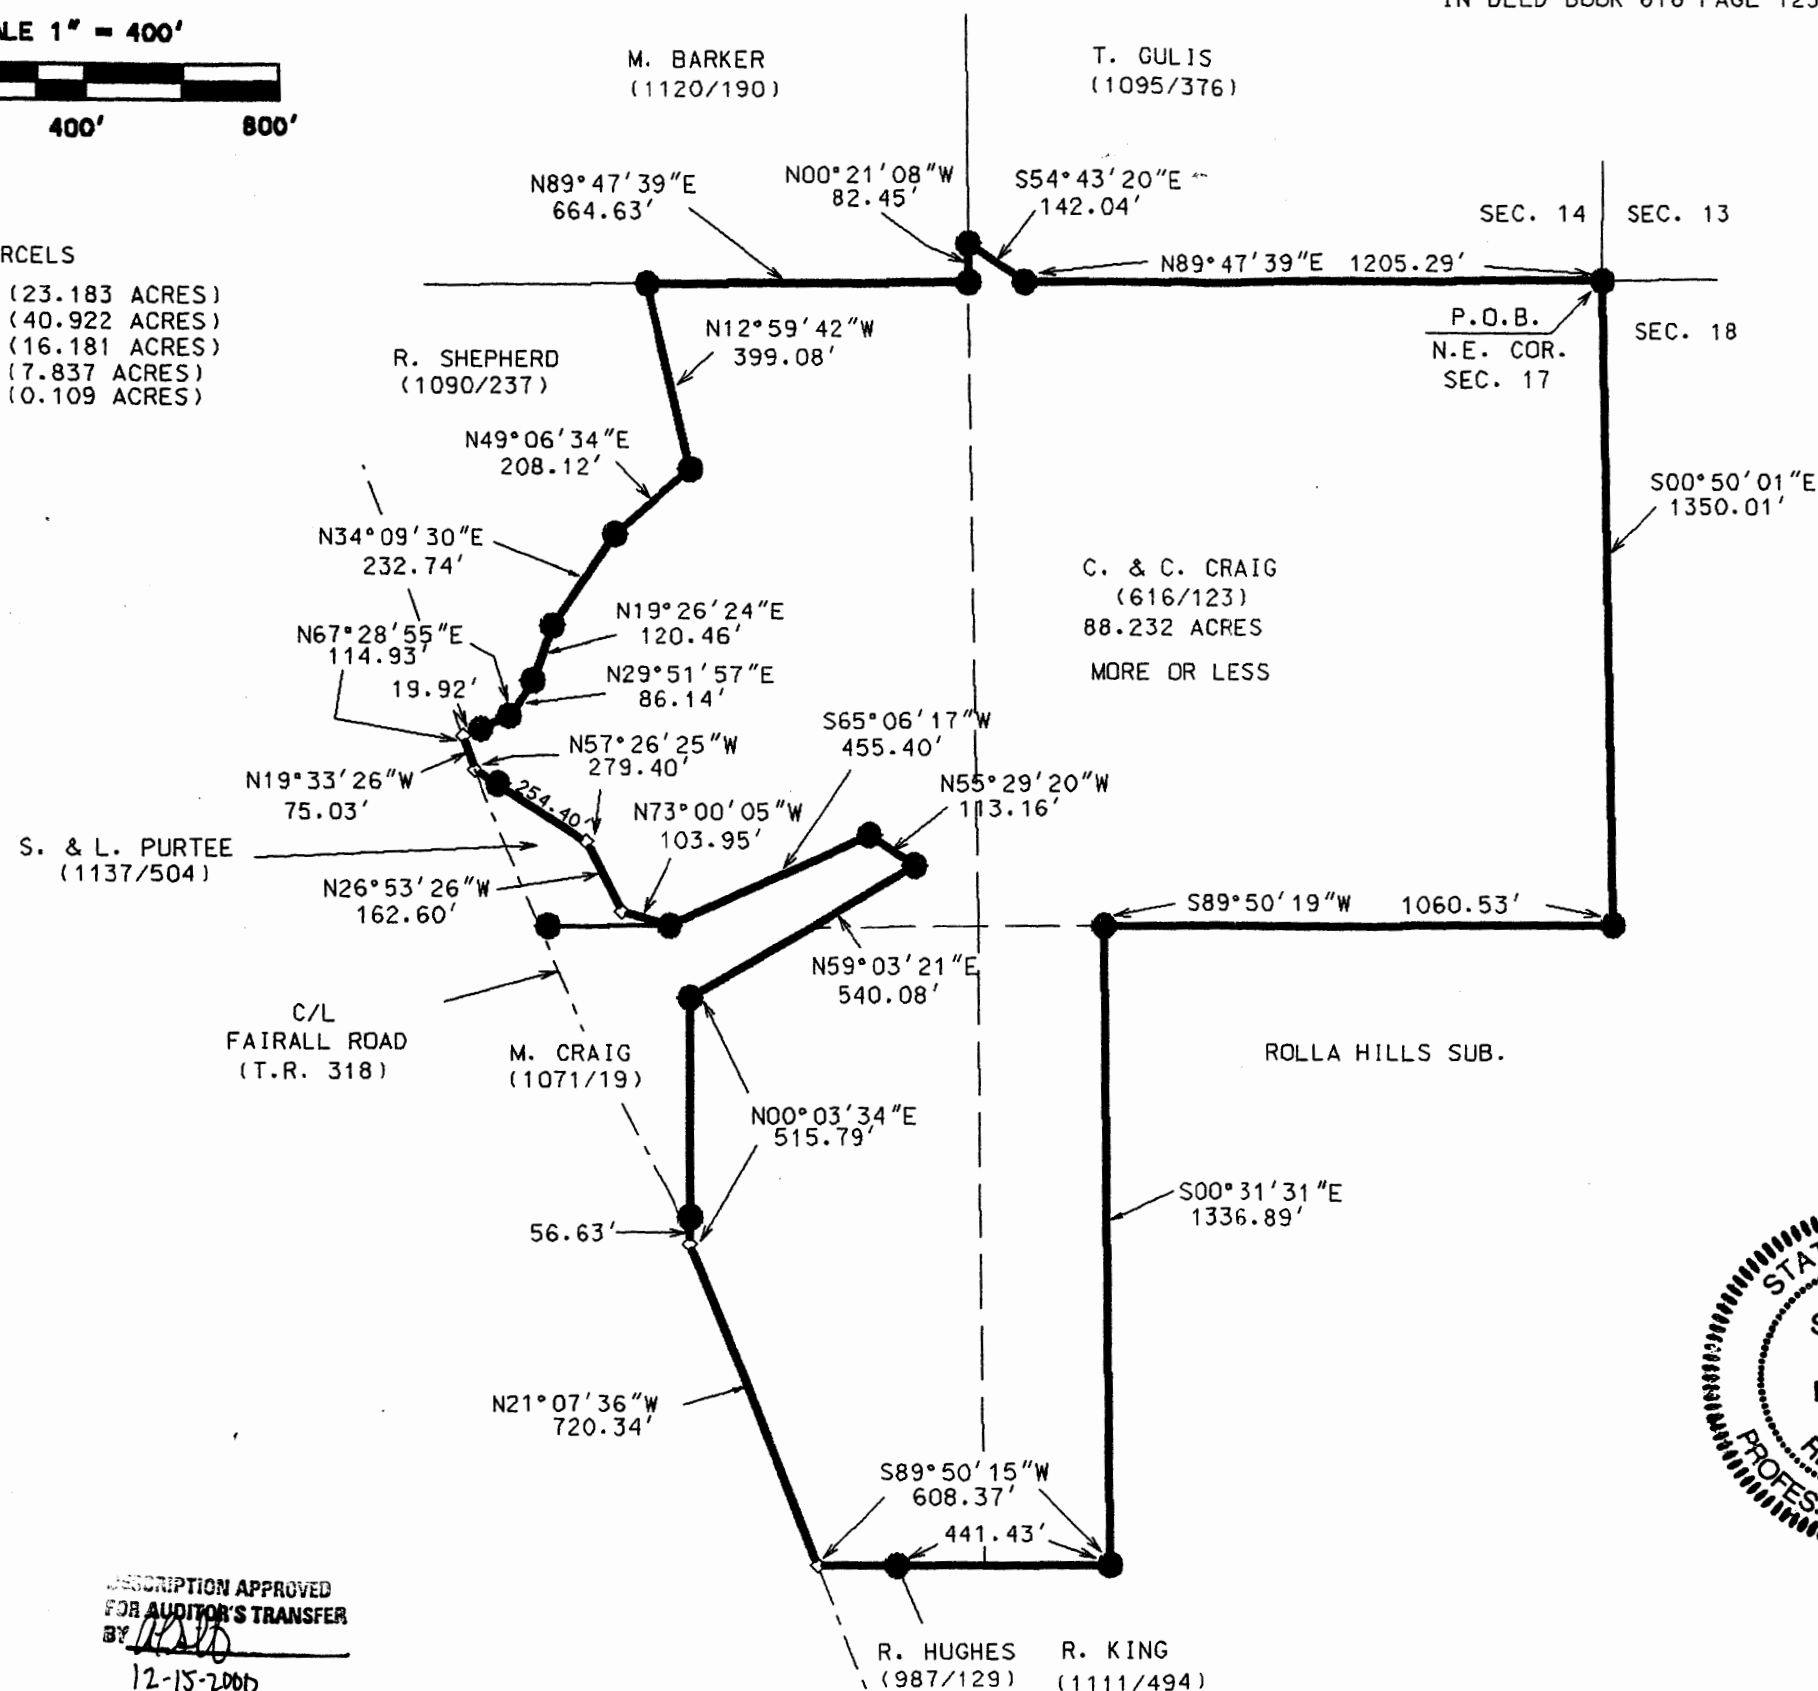 IN DEED BOOK 616 PAGE 123
SCALE 1" = 400'
400' 800'
M. BARKER
(1120/190)
T. GULIS
(1095/376)
N89°47'39"E
664.63'
N00°21'08"W
82.45'
S54°43'20"E
142.04'
SEC. 14 SEC. 13
N89°47'39"E 1205.29'
P.O.B.
N.E. COR.
SEC. 17
SEC. 18
RCELS
(23.183 ACRES)
(40.922 ACRES)
(16.181 ACRES)
(7.837 ACRES)
(0.109 ACRES)
N12°59'42"W
399.08'
R. SHEPHERD
(1090/237)
N49°06'34"E
208.12'
S00°50'01"E
1350.01'
N34°09'30"E
232.74'
C. & C. CRAIG
(616/123)
88.232 ACRES
MORE OR LESS
N19°26'24"E
120.46'
N67°28'55"E
114.93'
19.92'
N29°51'57"E
86.14'
S65°06'17"W
455.40'
N57°26'25"W
279.40'
N19°33'26"W
75.03'
254.40'
N55°29'20"W
113.16'
N73°00'05"W
103.95'
S. & L. PURTEE
(1137/504)
N26°53'26"W
162.60'
S89°50'19"W 1060.53'
N59°03'21"E
540.08'
C/L
FAIRALL ROAD
(T.R. 318)
M. CRAIG
(1071/19)
ROLLA HILLS SUB.
N00°03'34"E
515.79'
S00°31'31"E
1336.89'
56.63'
N21°07'36"W
720.34'
S89°50'15"W
608.37'
441.43'
STAT
PROFES
DESCRIPTION APPROVED
FOR AUDITOR'S TRANSFER
BY
12-15-2000
R. HUGHES
(987/129)
R. KING
(1111/494)